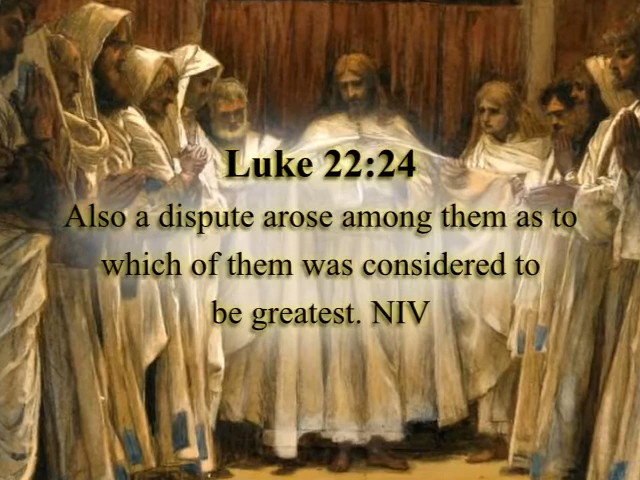 Luke 22:24
Also a dispute arose among them as to
which of them was considered to
be greatest. NIV